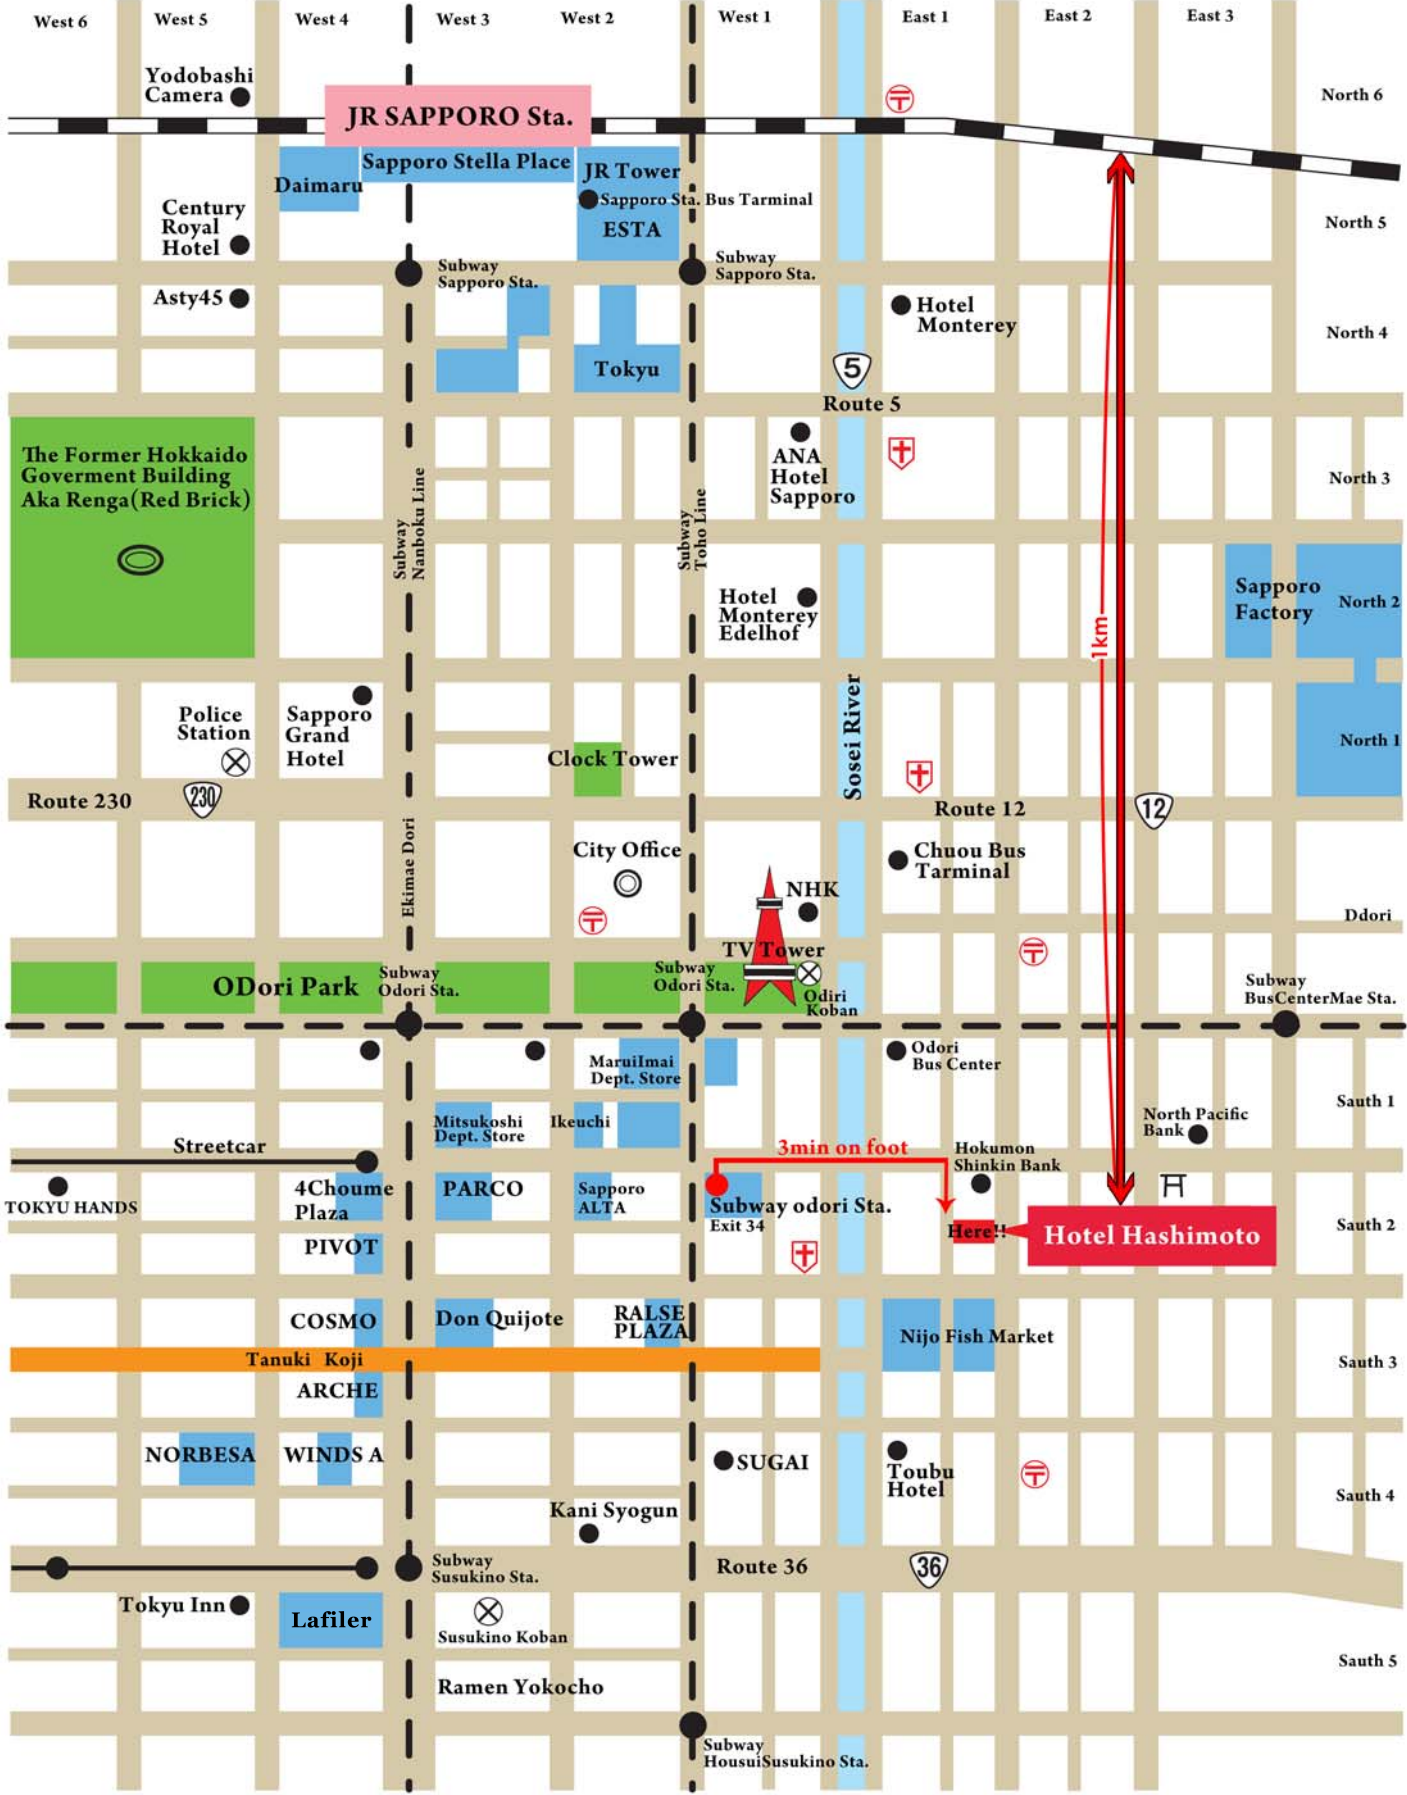 West 6
West 5
West 4
West 3
West 2
West 1
East 1
East 2
East 3
Yodobashi
Camera
North 6
JR SAPPORO Sta.
Sapporo Stella Place
JR Tower
Daimaru
Sapporo Sta. Bus Tarminal
Century
Royal
Hotel
ESTA
North 5
Subway
Sapporo Sta.
Subway
Sapporo Sta.
Asty45
Hotel
Monterey
North 4
Tokyu
5
Route 5
The Former Hokkaido
Goverment Building
Aka Renga(Red Brick)
ANA
Hotel
Sapporo
North 3
Subway
Nanboku Line
Subway
Toho Line
Hotel
Monterey
Edelhof
Sapporo
Factory
North 2
1km
Police
Station
Sapporo
Grand
Hotel
Sosei River
North 1
Clock Tower
Route 230
230
Route 12
12
Ekimae Dori
City Office
Chuou Bus
Tarminal
NHK
Ddori
TV Tower
ODori Park
Subway
Odori Sta.
Subway
Odori Sta.
Odiri
Koban
Subway
BusCenterMae Sta.
MaruiImai
Dept. Store
Odori
Bus Center
Sauth 1
Mitsukoshi
Dept. Store
Ikeuchi
North Pacific
Bank
Streetcar
3min on foot
Hokumon
Shinkin Bank
TOKYU HANDS
4Choume
Plaza
PARCO
Sapporo
ALTA
Subway odori Sta.
Exit 34
Here!!
Hotel Hashimoto
Sauth 2
PIVOT
COSMO
Don Quijote
RALSE
PLAZA
Nijo Fish Market
Tanuki Koji
Sauth 3
ARCHE
NORBESA
WINDS A
SUGAI
Toubu
Hotel
Sauth 4
Kani Syogun
Subway
Susukino Sta.
Route 36
36
Tokyu Inn
Lafiler
Susukino Koban
Sauth 5
Ramen Yokocho
Subway
HousuiSusukino Sta.